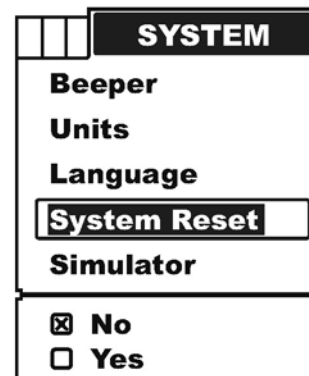 SYSTEM
Beeper
Units
Language
System Reset
Simulator
No
Yes